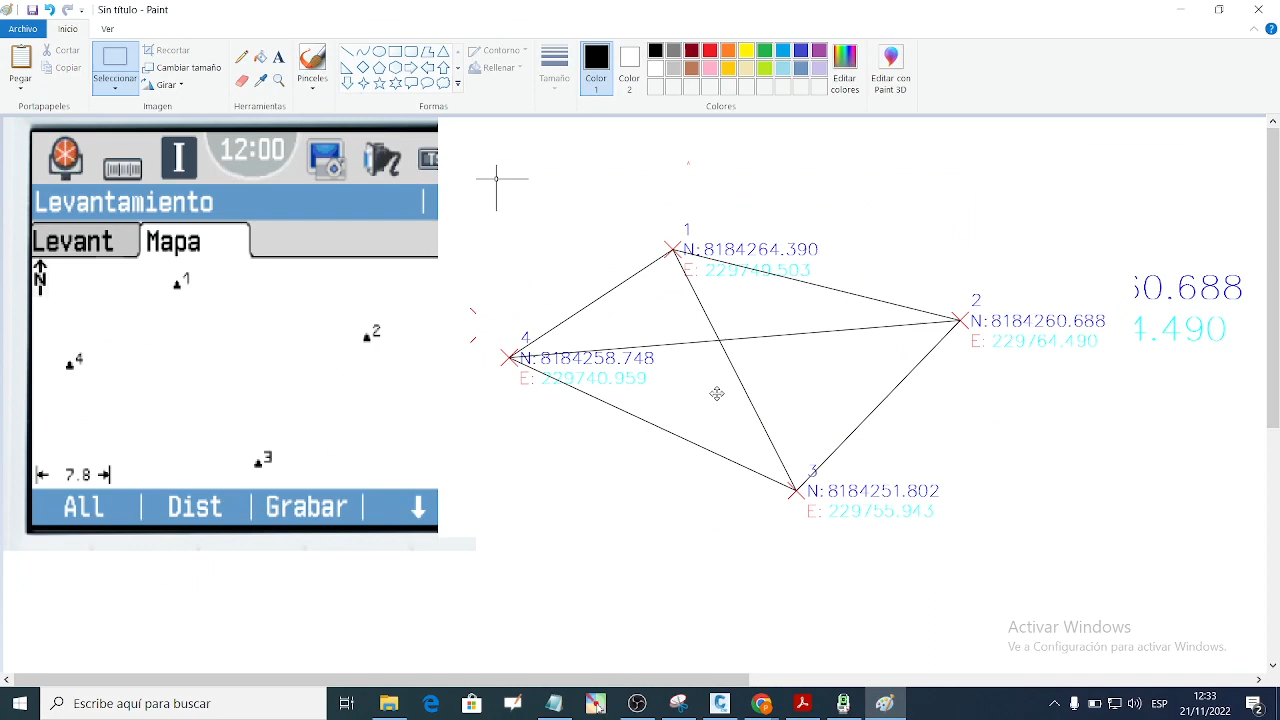 Sin título - Paint
Archivo Inicio Ver
Pegar
Cortar
Copiar
Portapapeles
Seleccionar
Recortar
Cambiar tamaño
Girar
Imagen
A
Herramientas
Pinceles
Formas
Contorno
Rellenar
Tamaño
Color 1
Color 2
Editar colores
Editar con Paint 3D
Colores
12:00
Levantamiento
Levant Mapa
N
1
2
4
3
7.8
All Dist Grabar
1
N: 8184264.390
E: 229749.503
2
N: 8184260.688
E: 229764.490
4
N: 8184258.748
E: 229740.959
3
N: 8184251.802
E: 229755.943
0.688
4.490
Activar Windows
Ve a Configuración para activar Windows.
Escribe aquí para buscar
ESP
12:33
21/11/2022
2